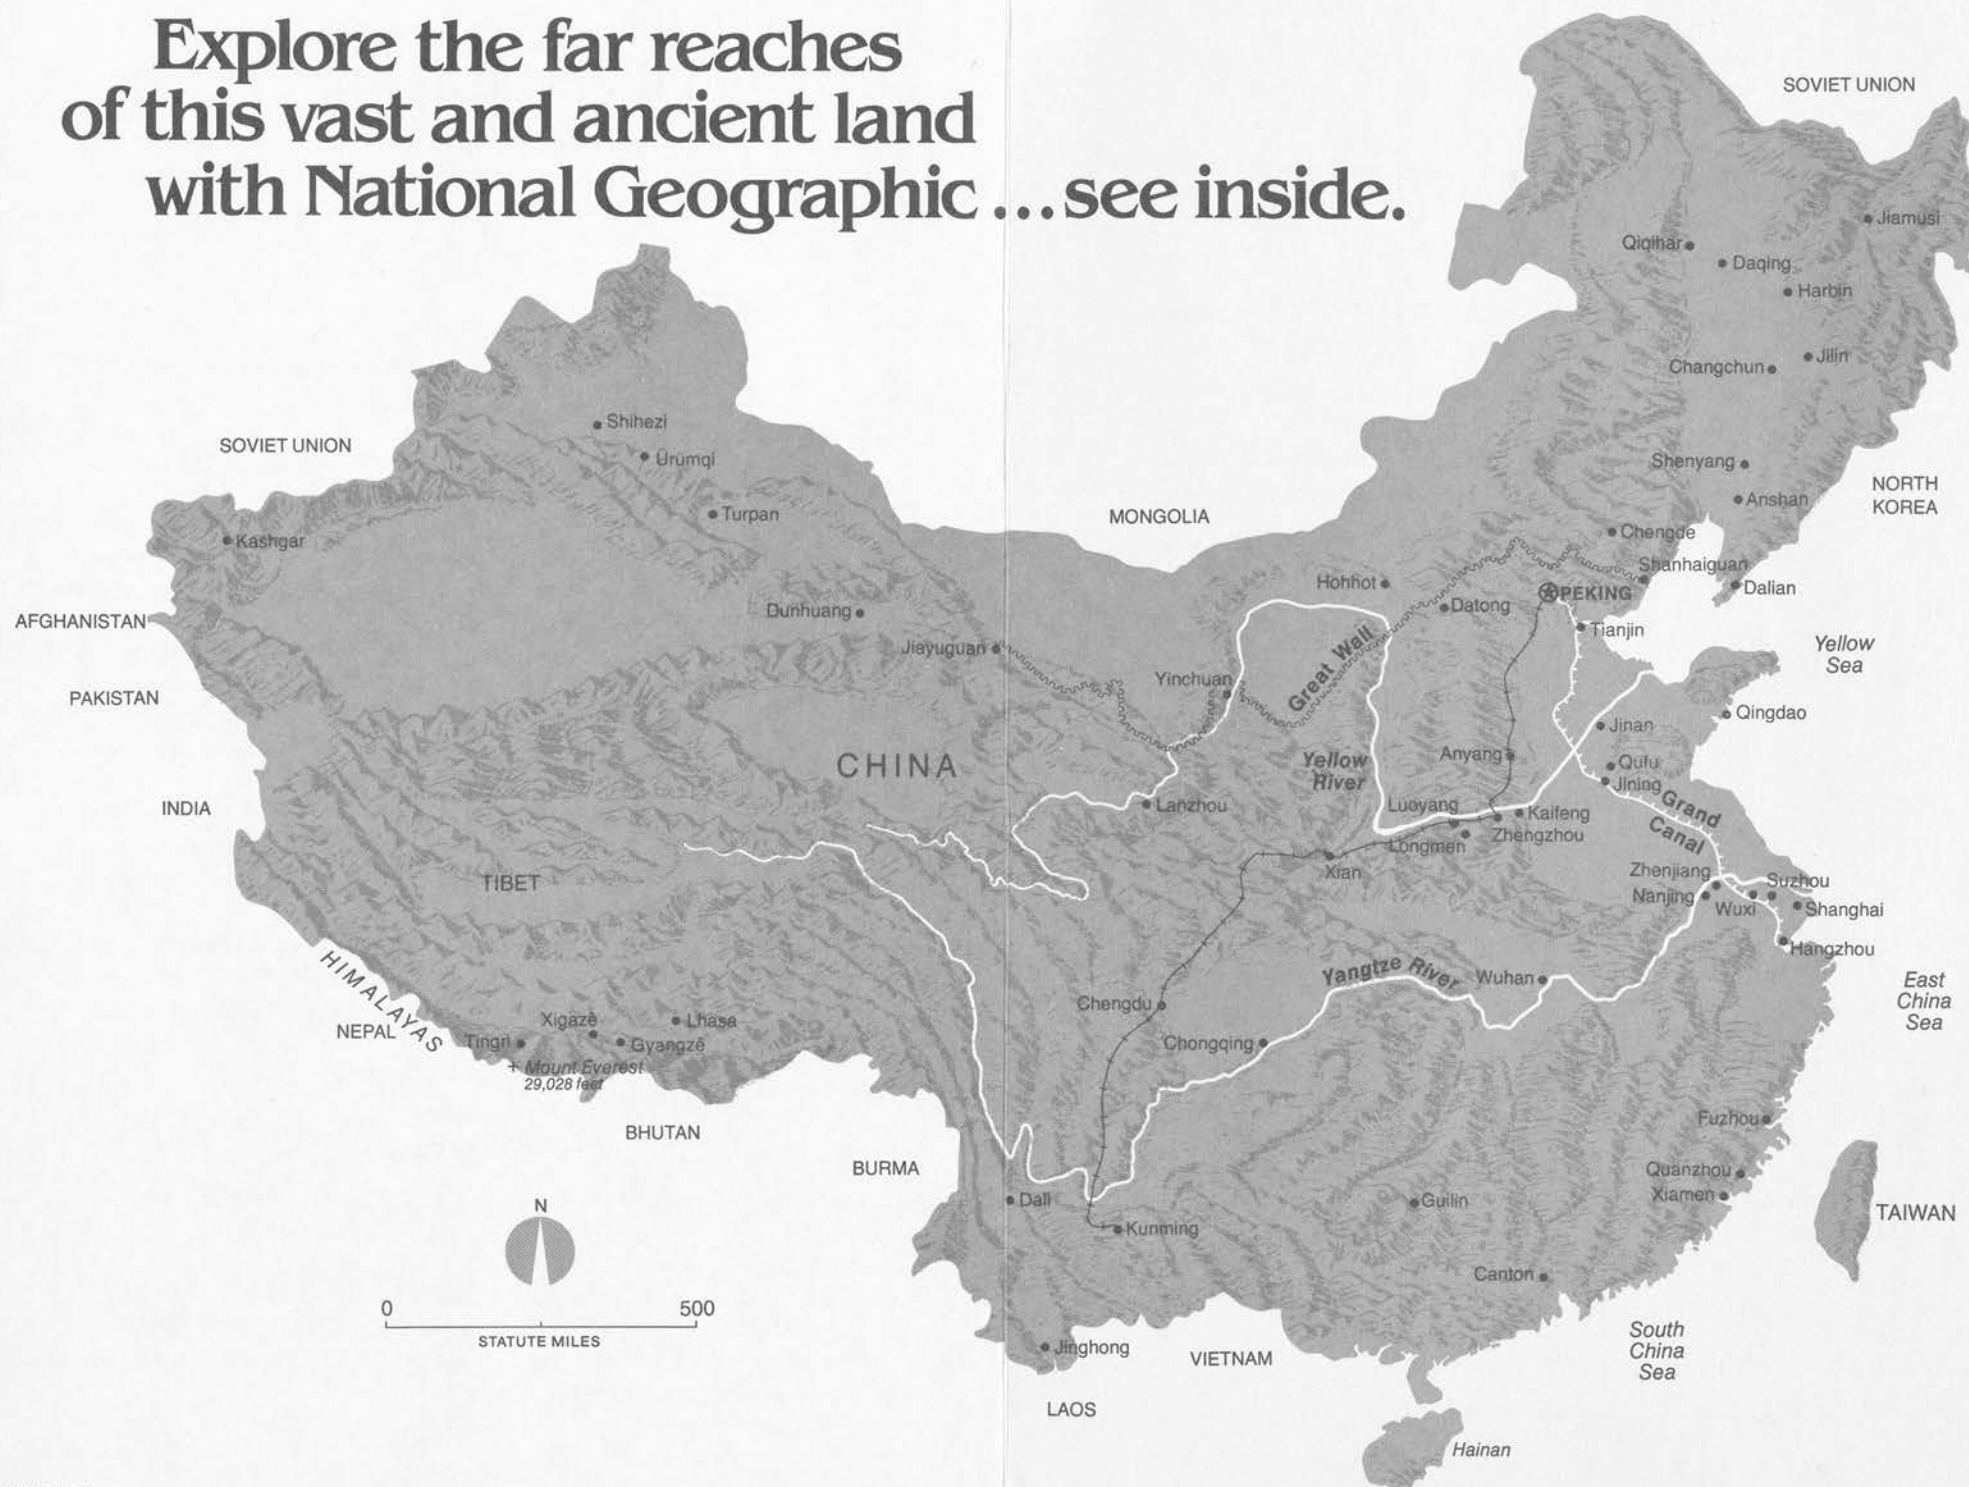 Explore the far reaches
of this vast and ancient land
with National Geographic...see inside.
SOVIET UNION
Jiamusi
Qiqihar
Daqing
Harbin
Jilin
Changchun
Shihezi
SOVIET UNION
Ürümqi
Shenyang
NORTH
KOREA
Anshan
Turpan
MONGOLIA
Kashgar
Chengde
Shanhaiguan
Hohhot
PEKING
Dalian
Datong
Dunhuang
AFGHANISTAN
Tianjin
Jiayuguan
Great Wall
Yellow
Sea
Yinchuan
PAKISTAN
Qingdao
Jinan
Anyang
CHINA
Yellow
River
Qufu
Jining
INDIA
Lanzhou
Luoyang
Kaifeng
Grand
Canal
Zhengzhou
Longmen
Xian
Zhenjiang
Suzhou
TIBET
Nanjing
Wuxi
Shanghai
Hangzhou
HIMALAYAS
Yangtze River
Wuhan
East
China
Sea
Chengdu
Xigazê
Lhasa
NEPAL
Tingri
Gyangzê
Chongqing
Mount Everest
29,028 feet
Fuzhou
BHUTAN
BURMA
Quanzhou
Xiamen
Dali
Guilin
TAIWAN
N
Kunming
Canton
0 500
STATUTE MILES
South
China
Sea
Jinghong
VIETNAM
LAOS
Hainan